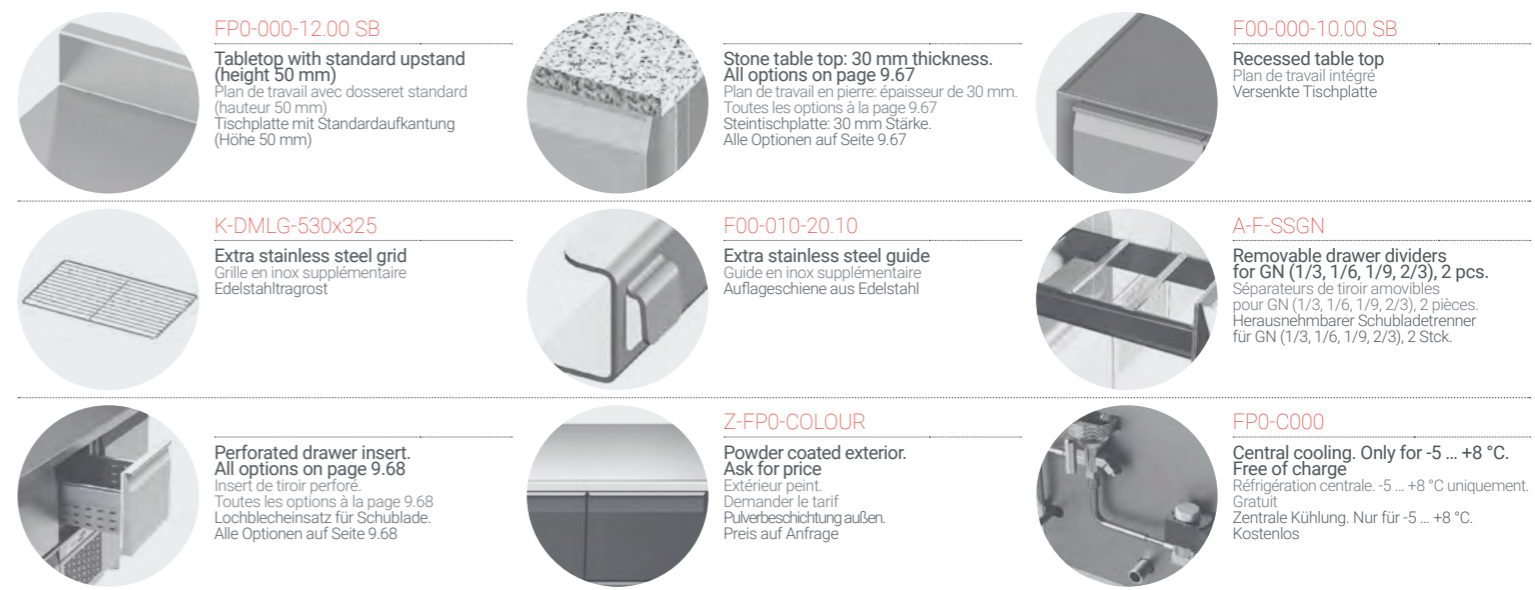 FP0-000-12.00 SB
Tabletop with standard upstand
(height 50 mm)
Plan de travail avec dosseret standard
(hauteur 50 mm)
Tischplatte mit Standardaufkantung
(Höhe 50 mm)
Stone table top: 30 mm thickness.
All options on page 9.67
Plan de travail en pierre: épaisseur de 30 mm.
Toutes les options à la page 9.67
Steintischplatte: 30 mm Stärke.
Alle Optionen auf Seite 9.67
F00-000-10.00 SB
Recessed table top
Plan de travail intégré
Versenkte Tischplatte
K-DMLG-530x325
Extra stainless steel grid
Grille en inox supplémentaire
Edelstahltragrost
F00-010-20.10
Extra stainless steel guide
Guide en inox supplémentaire
Auflageschiene aus Edelstahl
A-F-SSGN
Removable drawer dividers
for GN (1/3, 1/6, 1/9, 2/3), 2 pcs.
Séparateurs de tiroir amovibles
pour GN (1/3, 1/6, 1/9, 2/3), 2 pièces.
Herausnehmbarer Schubladetrenner
für GN (1/3, 1/6, 1/9, 2/3), 2 Stck.
Perforated drawer insert.
All options on page 9.68
Insert de tiroir perforé.
Toutes les options à la page 9.68
Lochblecheinsatz für Schublade.
Alle Optionen auf Seite 9.68
Z-FP0-COLOUR
Powder coated exterior.
Ask for price
Extérieur peint.
Demander le tarif
Pulverbeschichtung außen.
Preis auf Anfrage
FP0-C000
Central cooling. Only for -5 ... +8 °C.
Free of charge
Réfrigération centrale. -5 ... +8 °C uniquement.
Gratuit
Zentrale Kühlung. Nur für -5 ... +8 °C.
Kostenlos